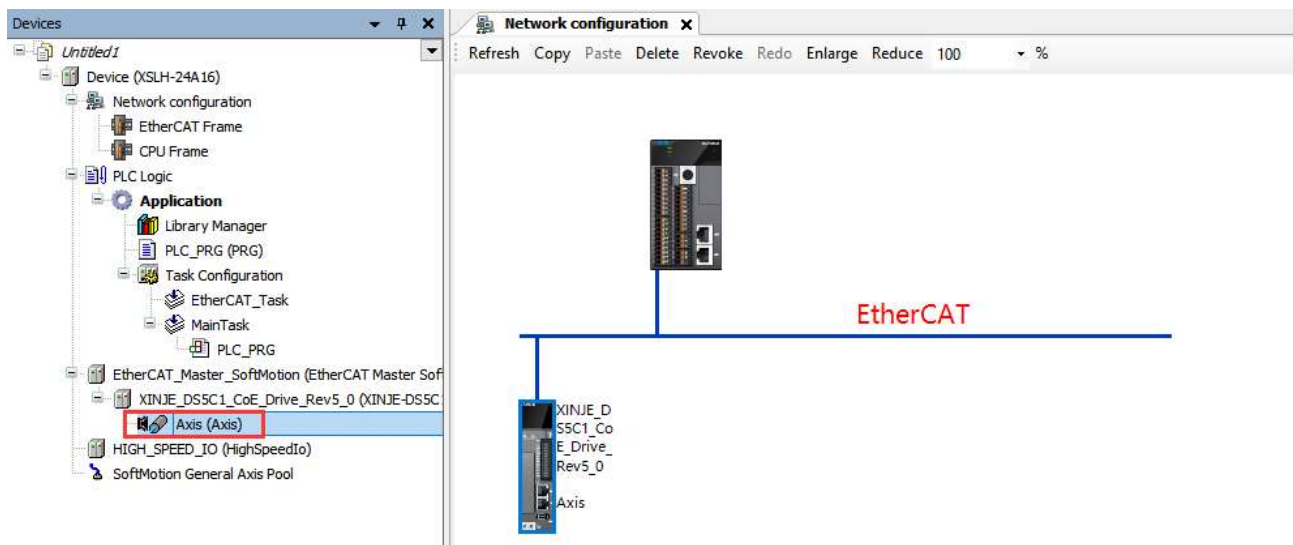 Devices
Untitled1
Device (XSLH-24A16)
Network configuration
EtherCAT Frame
CPU Frame
PLC Logic
Application
Library Manager
PLC_PRG (PRG)
Task Configuration
EtherCAT_Task
MainTask
PLC_PRG
EtherCAT_Master_SoftMotion (EtherCAT Master Sof
XINJE_DS5C1_CoE_Drive_Rev5_0 (XINJE-DS5C
Axis (Axis)
HIGH_SPEED_IO (HighSpeedIo)
SoftMotion General Axis Pool
Network configuration
Refresh Copy Paste Delete Revoke Redo Enlarge Reduce 100 %
EtherCAT
XINJE_D
S5C1_Co
E_Drive_
Rev5_0
Axis